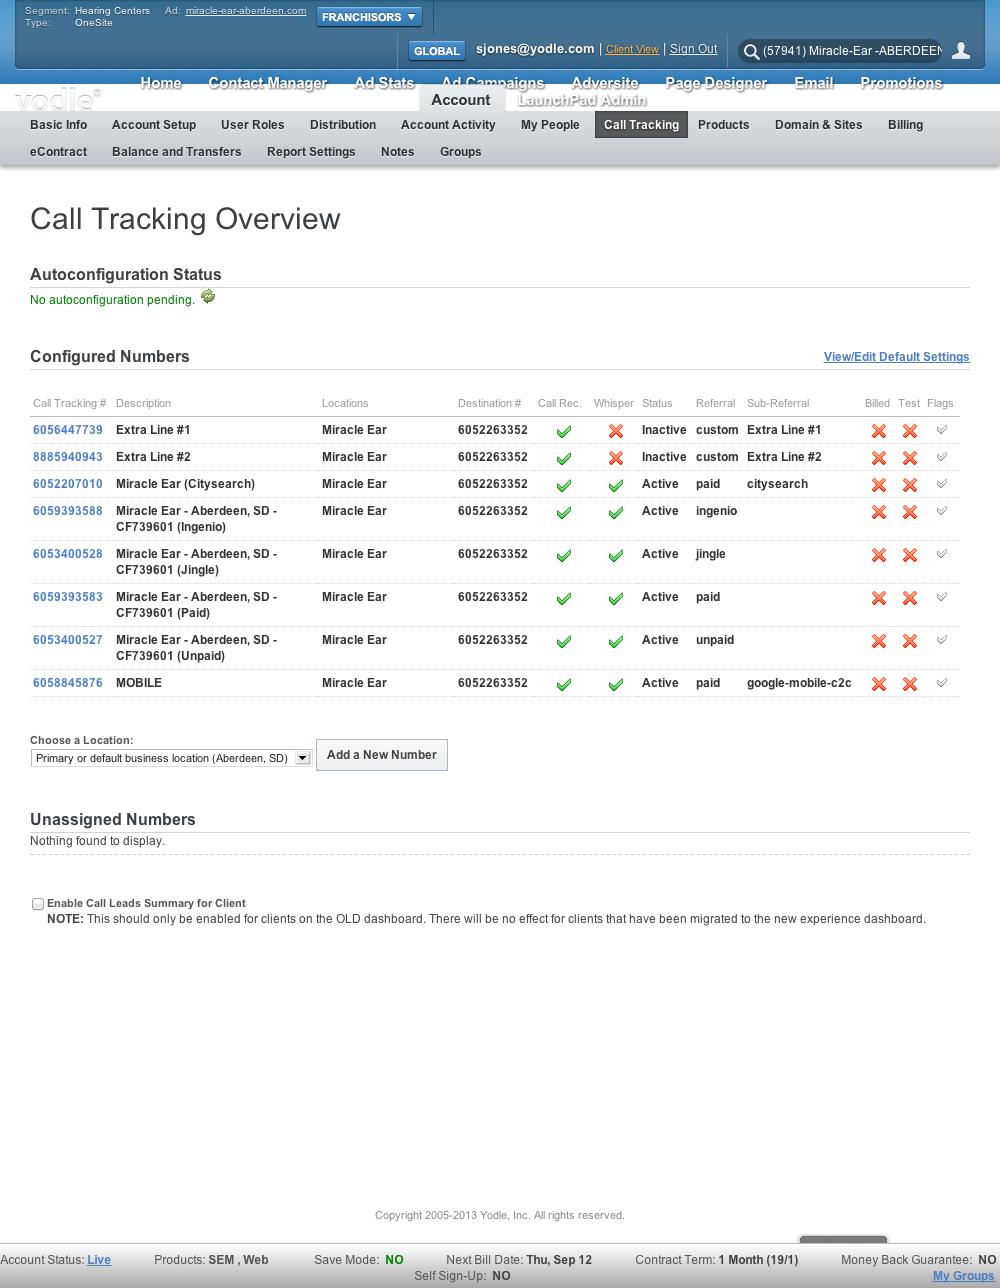 Segment: Hearing Centers Ad: miracle-ear-aberdeen.com FRANCHISORS
Type: OneSite
GLOBAL sjones@yodle.com | Client View | Sign Out (57941) Miracle-Ear -ABERDEEN
Home Contact Manager Ad Stats Ad Campaigns Adversite Page Designer Email Promotions
yodle® Account LaunchPad Admin
Basic Info Account Setup User Roles Distribution Account Activity My People Call Tracking Products Domain & Sites Billing
eContract Balance and Transfers Report Settings Notes Groups
Call Tracking Overview
Autoconfiguration Status
No autoconfiguration pending.
Configured Numbers View/Edit Default Settings
Call Tracking # Description Locations Destination # Call Rec. Whisper Status Referral Sub-Referral Billed Test Flags
6056447739 Extra Line #1 Miracle Ear 6052263352 Inactive custom Extra Line #1
8885940943 Extra Line #2 Miracle Ear 6052263352 Inactive custom Extra Line #2
6052207010 Miracle Ear (Citysearch) Miracle Ear 6052263352 Active paid citysearch
6059393588 Miracle Ear - Aberdeen, SD - Miracle Ear 6052263352 Active ingenio
CF739601 (Ingenio)
6053400528 Miracle Ear - Aberdeen, SD - Miracle Ear 6052263352 Active jingle
CF739601 (Jingle)
6059393583 Miracle Ear - Aberdeen, SD - Miracle Ear 6052263352 Active paid
CF739601 (Paid)
6053400527 Miracle Ear - Aberdeen, SD - Miracle Ear 6052263352 Active unpaid
CF739601 (Unpaid)
6058845876 MOBILE Miracle Ear 6052263352 Active paid google-mobile-c2c
Choose a Location:
Primary or default business location (Aberdeen, SD) Add a New Number
Unassigned Numbers
Nothing found to display.
Enable Call Leads Summary for Client
NOTE: This should only be enabled for clients on the OLD dashboard. There will be no effect for clients that have been migrated to the new experience dashboard.
Copyright 2005-2013 Yodle, Inc. All rights reserved.
Account Status: Live Products: SEM , Web Save Mode: NO Next Bill Date: Thu, Sep 12 Contract Term: 1 Month (19/1) Money Back Guarantee: NO
Self Sign-Up: NO My Groups